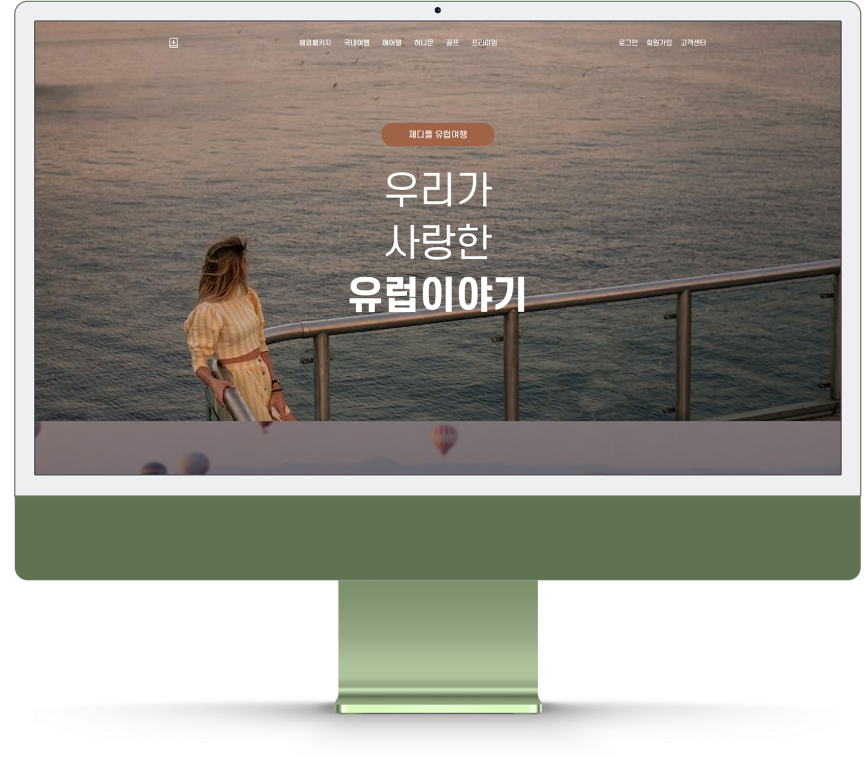 해외패키지 국내여행 에어텔 허니문 골프 프리미엄 로그인 회원가입 고객센터
제디플 유럽여행
우리가
사랑한
유럽이야기